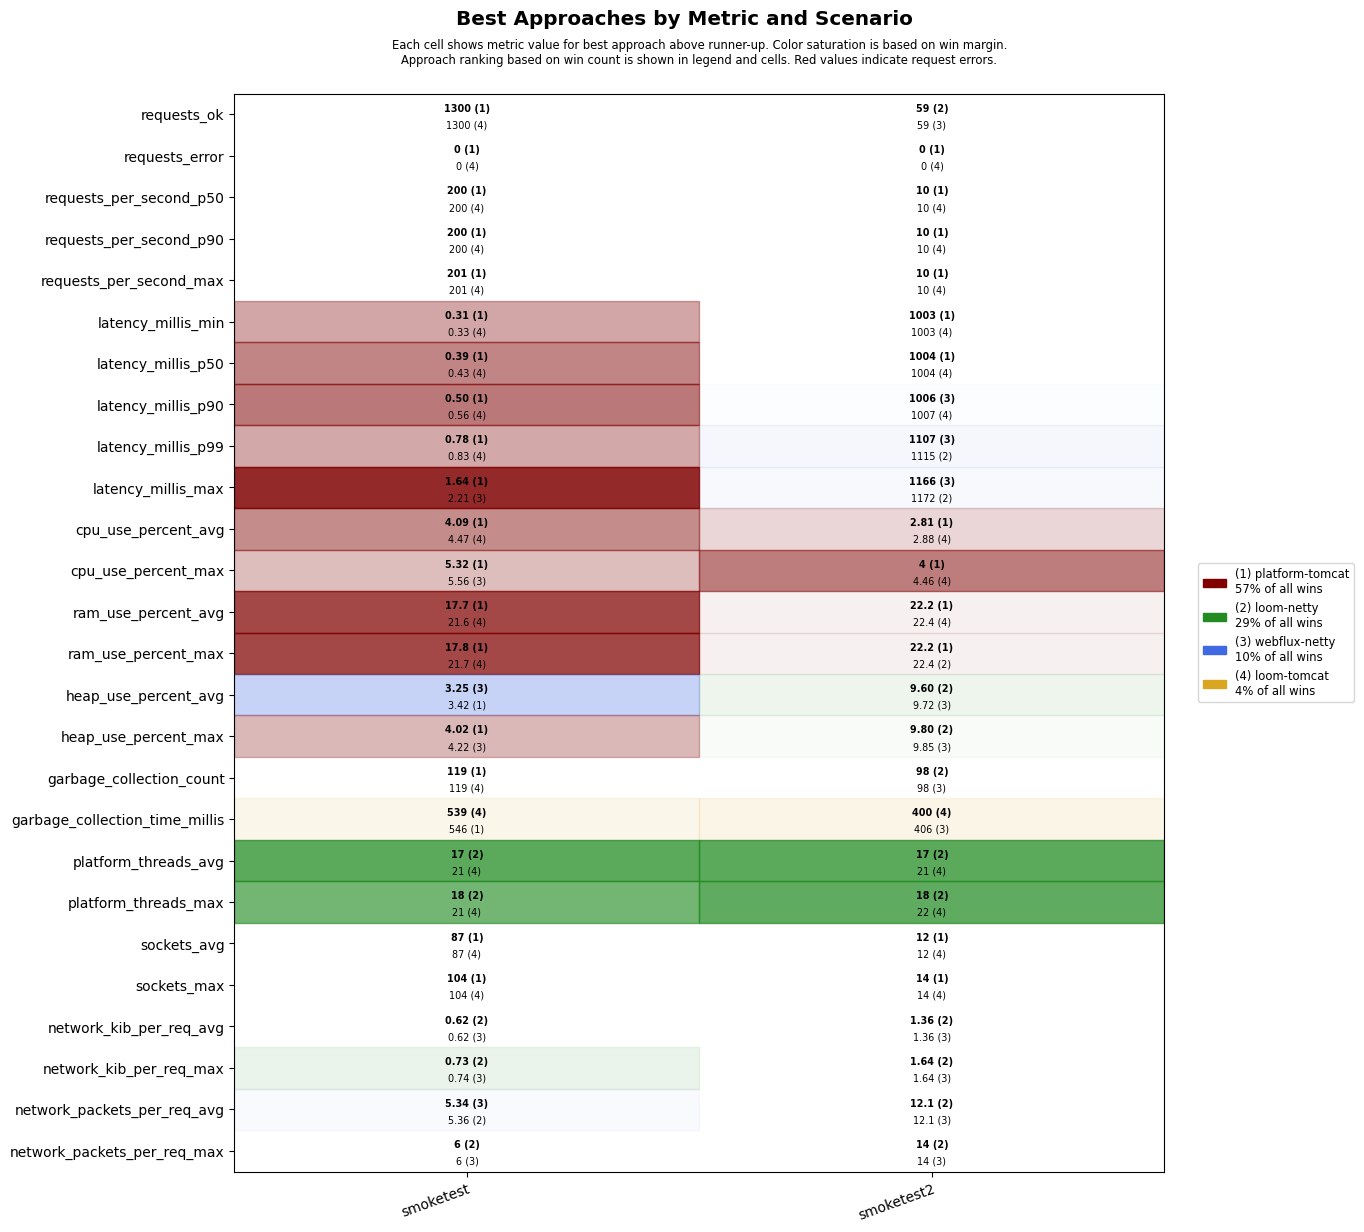 Best Approaches by Metric and Scenario
Each cell shows metric value for best approach above runner-up. Color saturation is based on win margin.
Approach ranking based on win count is shown in legend and cells. Red values indicate request errors.
requests_ok
1300 (1)
1300 (4)
59 (2)
59 (3)
requests_error
0 (1)
0 (4)
0 (1)
0 (4)
requests_per_second_p50
200 (1)
200 (4)
10 (1)
10 (4)
requests_per_second_p90
200 (1)
200 (4)
10 (1)
10 (4)
requests_per_second_max
201 (1)
201 (4)
10 (1)
10 (4)
latency_millis_min
0.31 (1)
0.33 (4)
1003 (1)
1003 (4)
latency_millis_p50
0.39 (1)
0.43 (4)
1004 (1)
1004 (4)
latency_millis_p90
0.50 (1)
0.56 (4)
1006 (3)
1007 (4)
latency_millis_p99
0.78 (1)
0.83 (4)
1107 (3)
1115 (2)
latency_millis_max
1.64 (1)
2.21 (3)
1166 (3)
1172 (2)
cpu_use_percent_avg
4.09 (1)
4.47 (4)
2.81 (1)
2.88 (4)
cpu_use_percent_max
5.32 (1)
5.56 (3)
4 (1)
4.46 (4)
ram_use_percent_avg
17.7 (1)
21.6 (4)
22.2 (1)
22.4 (4)
ram_use_percent_max
17.8 (1)
21.7 (4)
22.2 (1)
22.4 (2)
heap_use_percent_avg
3.25 (3)
3.42 (1)
9.60 (2)
9.72 (3)
heap_use_percent_max
4.02 (1)
4.22 (3)
9.80 (2)
9.85 (3)
garbage_collection_count
119 (1)
119 (4)
98 (2)
98 (3)
garbage_collection_time_millis
539 (4)
546 (1)
400 (4)
406 (3)
platform_threads_avg
17 (2)
21 (4)
17 (2)
21 (4)
platform_threads_max
18 (2)
21 (4)
18 (2)
22 (4)
sockets_avg
87 (1)
87 (4)
12 (1)
12 (4)
sockets_max
104 (1)
104 (4)
14 (1)
14 (4)
network_kib_per_req_avg
0.62 (2)
0.62 (3)
1.36 (2)
1.36 (3)
network_kib_per_req_max
0.73 (2)
0.74 (3)
1.64 (2)
1.64 (3)
network_packets_per_req_avg
5.34 (3)
5.36 (2)
12.1 (2)
12.1 (3)
network_packets_per_req_max
6 (2)
6 (3)
14 (2)
14 (3)
smoketest
smoketest2
(1) platform-tomcat
57% of all wins
(2) loom-netty
29% of all wins
(3) webflux-netty
10% of all wins
(4) loom-tomcat
4% of all wins